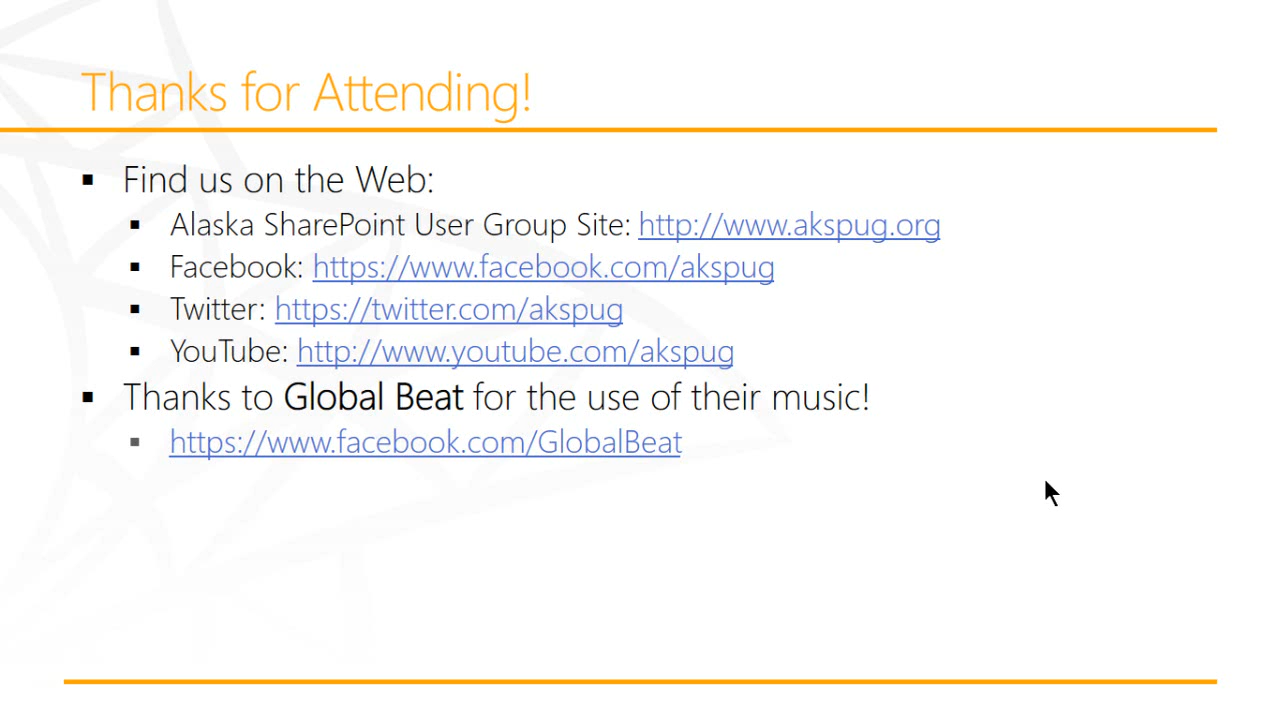 Thanks for Attending!
▪ Find us on the Web:
▪ Alaska SharePoint User Group Site: http://www.akspug.org
▪ Facebook: https://www.facebook.com/akspug
▪ Twitter: https://twitter.com/akspug
▪ YouTube: http://www.youtube.com/akspug
▪ Thanks to Global Beat for the use of their music!
▪ https://www.facebook.com/GlobalBeat